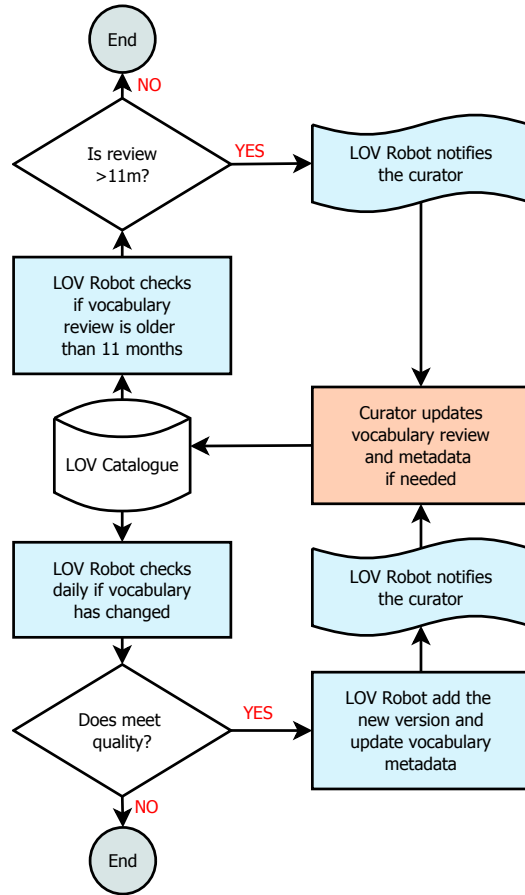 End
NO
Is review
>11m?
YES
LOV Robot notifies
the curator
LOV Robot checks
if vocabulary
review is older
than 11 months
LOV Catalogue
Curator updates
vocabulary review
and metadata
if needed
LOV Robot checks
daily if vocabulary
has changed
LOV Robot notifies
the curator
Does meet
quality?
YES
LOV Robot add the
new version and
update vocabulary
metadata
NO
End